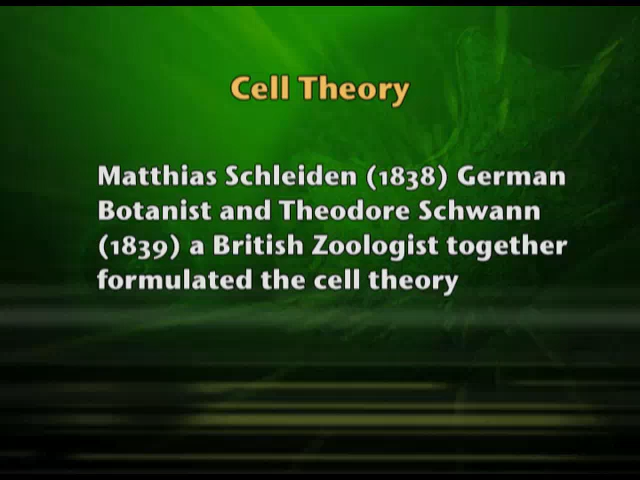 Cell Theory
Matthias Schleiden (1838) German
Botanist and Theodore Schwann
(1839) a British Zoologist together
formulated the cell theory